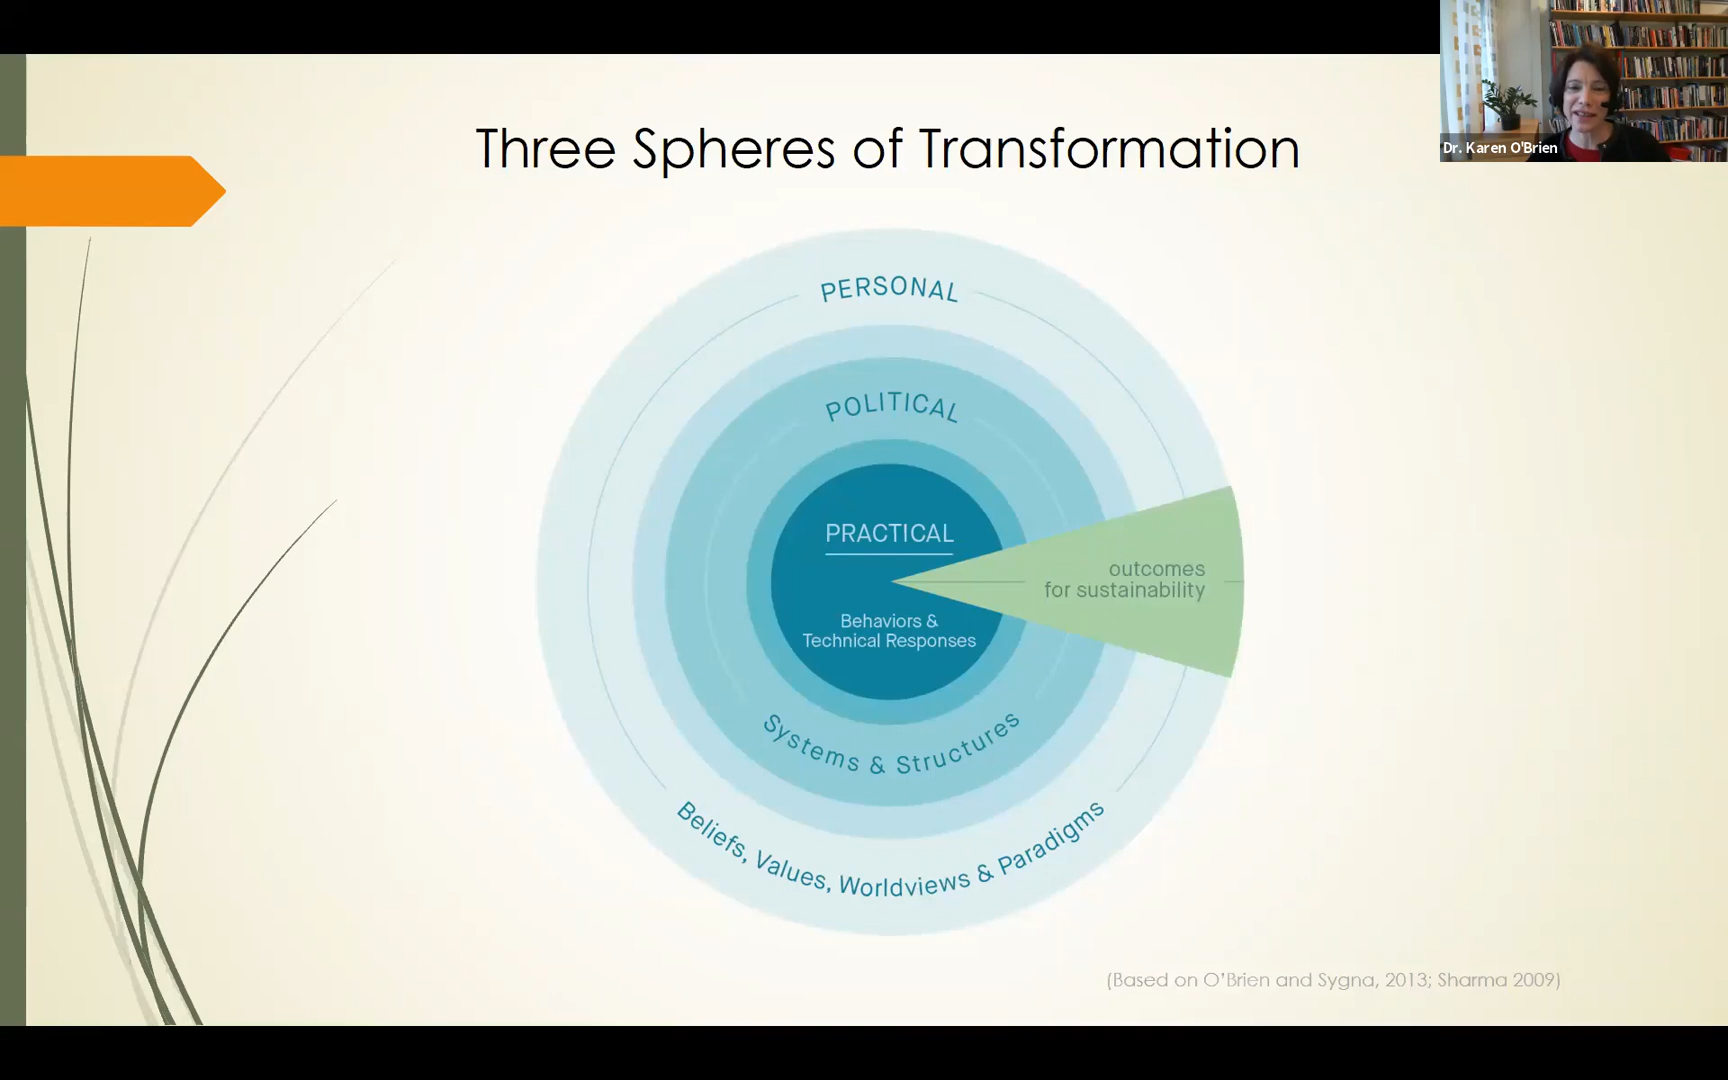 Three Spheres of Transformation
Dr. Karen O'Brien
PERSONAL
POLITICAL
PRACTICAL
outcomes
for sustainability
Behaviors &
Technical Responses
Systems & Structures
Beliefs, Values, Worldviews & Paradigms
(Based on O'Brien and Sygna, 2013; Sharma 2009)